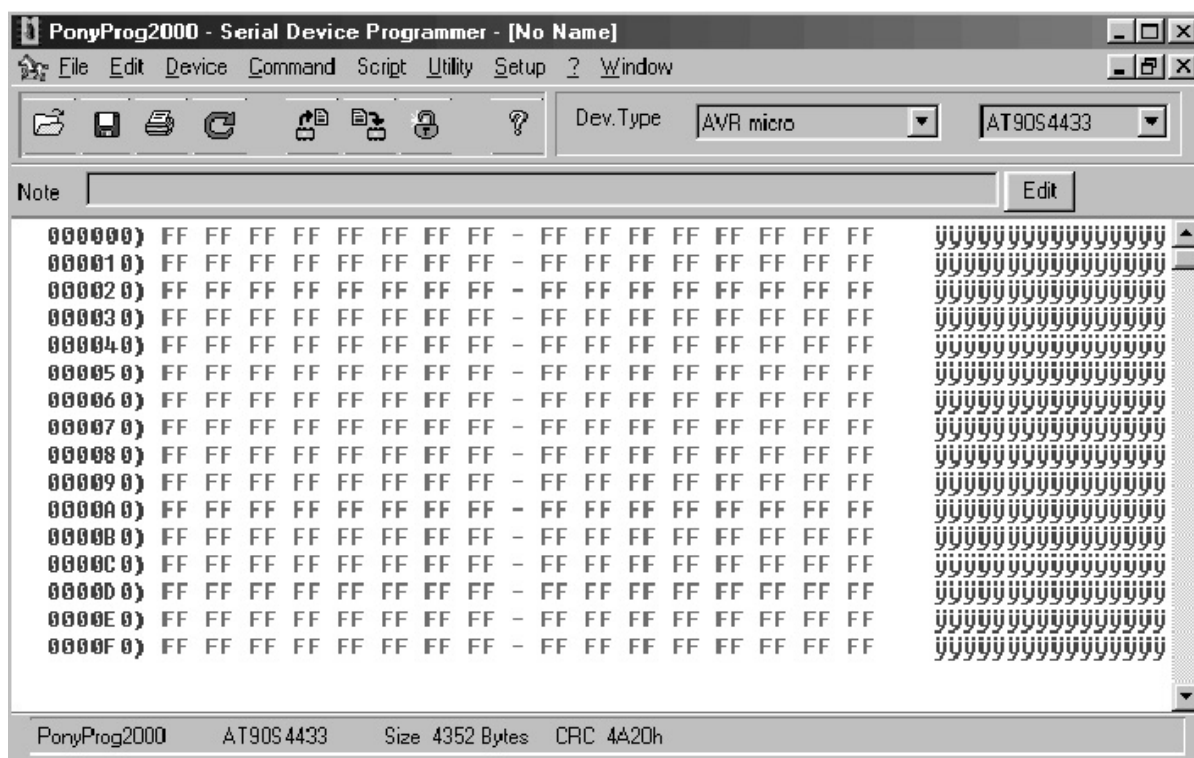 PonyProg2000 - Serial Device Programmer - [No Name]
File Edit Device Command Script Utility Setup ? Window
Dev.Type AVR micro AT90S4433
Note Edit
000000) FF FF FF FF FF FF FF FF - FF FF FF FF FF FF FF FF ÿÿÿÿÿÿÿÿÿÿÿÿÿÿÿÿ
000010) FF FF FF FF FF FF FF FF - FF FF FF FF FF FF FF FF ÿÿÿÿÿÿÿÿÿÿÿÿÿÿÿÿ
000020) FF FF FF FF FF FF FF FF - FF FF FF FF FF FF FF FF ÿÿÿÿÿÿÿÿÿÿÿÿÿÿÿÿ
000030) FF FF FF FF FF FF FF FF - FF FF FF FF FF FF FF FF ÿÿÿÿÿÿÿÿÿÿÿÿÿÿÿÿ
000040) FF FF FF FF FF FF FF FF - FF FF FF FF FF FF FF FF ÿÿÿÿÿÿÿÿÿÿÿÿÿÿÿÿ
000050) FF FF FF FF FF FF FF FF - FF FF FF FF FF FF FF FF ÿÿÿÿÿÿÿÿÿÿÿÿÿÿÿÿ
000060) FF FF FF FF FF FF FF FF - FF FF FF FF FF FF FF FF ÿÿÿÿÿÿÿÿÿÿÿÿÿÿÿÿ
000070) FF FF FF FF FF FF FF FF - FF FF FF FF FF FF FF FF ÿÿÿÿÿÿÿÿÿÿÿÿÿÿÿÿ
000080) FF FF FF FF FF FF FF FF - FF FF FF FF FF FF FF FF ÿÿÿÿÿÿÿÿÿÿÿÿÿÿÿÿ
000090) FF FF FF FF FF FF FF FF - FF FF FF FF FF FF FF FF ÿÿÿÿÿÿÿÿÿÿÿÿÿÿÿÿ
0000A0) FF FF FF FF FF FF FF FF - FF FF FF FF FF FF FF FF ÿÿÿÿÿÿÿÿÿÿÿÿÿÿÿÿ
0000B0) FF FF FF FF FF FF FF FF - FF FF FF FF FF FF FF FF ÿÿÿÿÿÿÿÿÿÿÿÿÿÿÿÿ
0000C0) FF FF FF FF FF FF FF FF - FF FF FF FF FF FF FF FF ÿÿÿÿÿÿÿÿÿÿÿÿÿÿÿÿ
0000D0) FF FF FF FF FF FF FF FF - FF FF FF FF FF FF FF FF ÿÿÿÿÿÿÿÿÿÿÿÿÿÿÿÿ
0000E0) FF FF FF FF FF FF FF FF - FF FF FF FF FF FF FF FF ÿÿÿÿÿÿÿÿÿÿÿÿÿÿÿÿ
0000F0) FF FF FF FF FF FF FF FF - FF FF FF FF FF FF FF FF ÿÿÿÿÿÿÿÿÿÿÿÿÿÿÿÿ
PonyProg2000 AT90S4433 Size 4352 Bytes CRC 4A20h